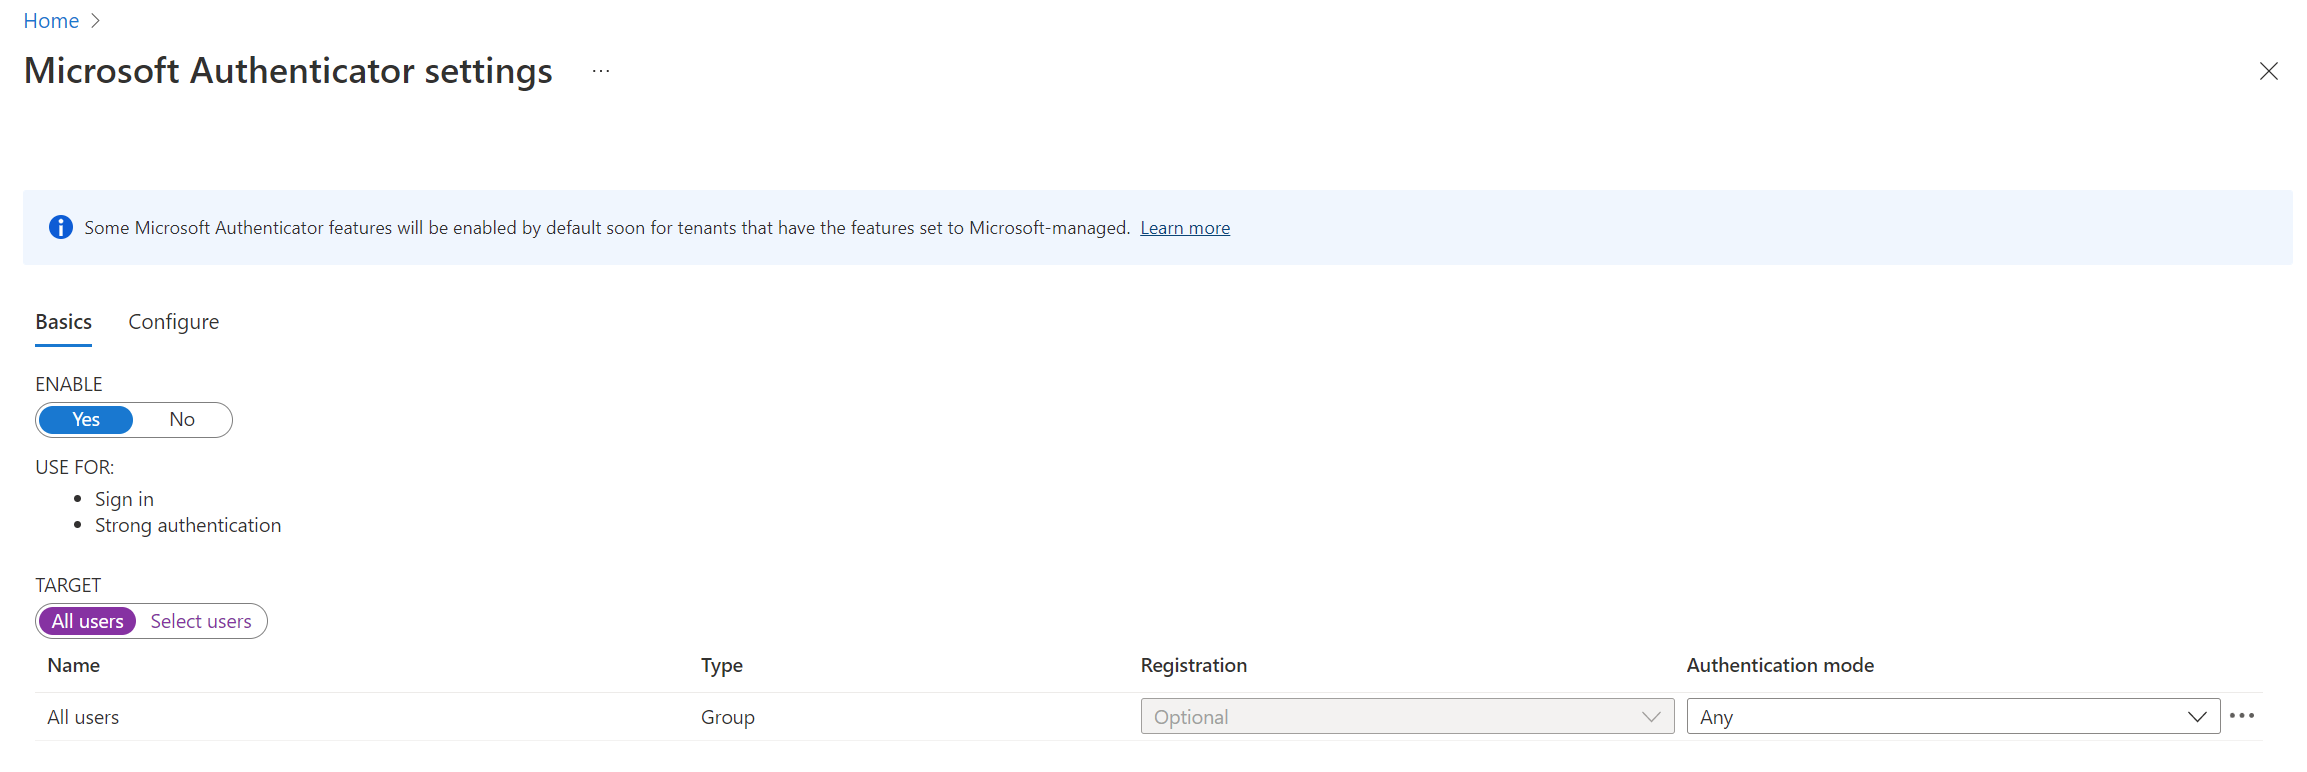 Home
Microsoft Authenticator settings
Some Microsoft Authenticator features will be enabled by default soon for tenants that have the features set to Microsoft-managed. Learn more
Basics Configure
ENABLE
Yes No
USE FOR:
Sign in
Strong authentication
TARGET
All users Select users
Name Type Registration Authentication mode
All users Group Optional Any